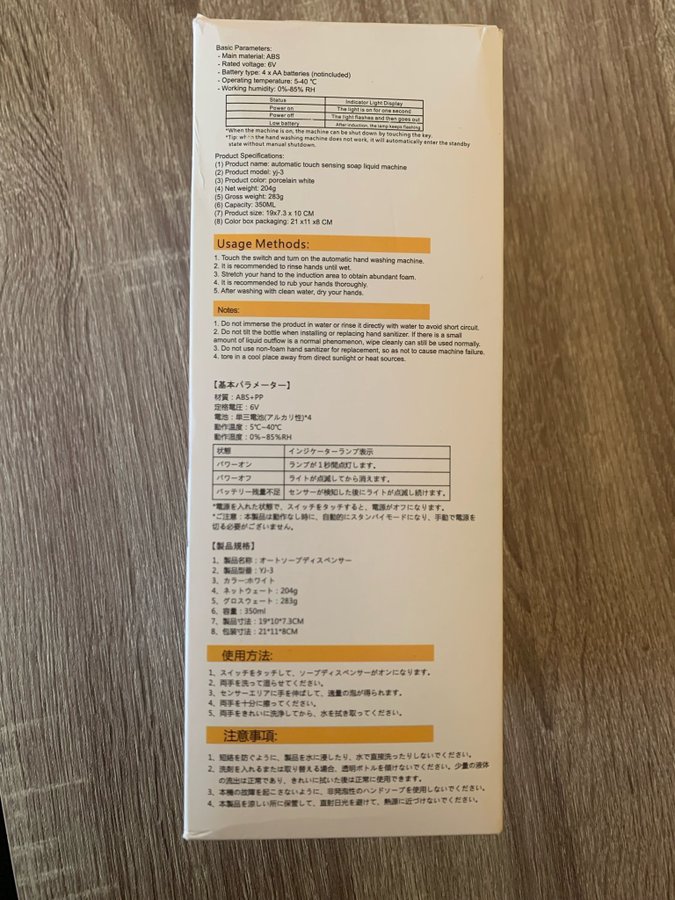 Basic Parameters:
- Main material: ABS
- Rated voltage: 6V
- Battery type: 4 x AA batteries (notincluded)
- Operating temperature: 5-40 ℃
- Working humidity: 0%-85% RH
Status Indicator Light Display
Power on The light is on for one second
Power off The light flashes and then goes out
Low battery After induction, the lamp keeps flashing
*When the machine is on, the machine can be shut down by touching the key.
*Tip: when the hand washing machine does not work, it will automatically enter the standby
state without manual shutdown.
Product Specifications:
(1) Product name: automatic touch sensing soap liquid machine
(2) Product model: yj-3
(3) Product color: porcelain white
(4) Net weight: 204g
(5) Gross weight: 283g
(6) Capacity: 350ML
(7) Product size: 19x7.3 x 10 CM
(8) Color box packaging: 21 x11 x8 CM
Usage Methods:
1. Touch the switch and turn on the automatic hand washing machine.
2. It is recommended to rinse hands until wet.
3. Stretch your hand to the induction area to obtain abundant foam.
4. It is recommended to rub your hands thoroughly.
5. After washing with clean water, dry your hands.
Notes:
1. Do not immerse the product in water or rinse it directly with water to avoid short circuit.
2. Do not tilt the bottle when installing or replacing hand sanitizer. If there is a small
amount of liquid outflow is a normal phenomenon, wipe cleanly can still be used normally.
3. Do not use non-foam hand sanitizer for replacement, so as not to cause machine failure.
4. tore in a cool place away from direct sunlight or heat sources.
【基本パラメーター】
材質：ABS+PP
定格電圧：6V
電池：単三電池(アルカリ性)*4
動作温度：5℃~40℃
動作湿度：0%~85%RH
状態 インジケーターランプ表示
パワーオン ランプが1秒間点灯します。
パワーオフ ライトが点滅してから消えます。
バッテリー残量不足 センサーが検知した後にライトが点滅し続けます。
*電源を入れた状態で、スイッチをタッチすると、電源がオフになります。
*ご注意：本製品は動作なし時に、自動的にスタンバイモードになり、手動で電源を
切る必要がございません。
【製品規格】
1、製品名称：オートソープディスペンサー
2、製品型番：YJ-3
3、カラー:ホワイト
4、ネットウェート：204g
5、グロスウェート：283g
6、容量：350ml
7、製品寸法：19*10*7.3CM
8、包装寸法：21*11*8CM
使用方法:
1、スイッチをタッチして、ソープディスペンサーがオンになります。
2、両手を洗って湿らせてください。
3、センサーエリアに手を伸ばして、適量の泡が得られます。
4、両手を十分に擦ってください。
5、両手をきれいに洗浄してから、水を拭き取ってください。
注意事項:
1、短絡を防ぐように、製品を水に浸したり、水で直接洗ったりしないでください。
2、洗剤を入れるまたは取り替える場合、透明ボトルを傾けないでください。少量の液体
の流出は正常であり、きれいに拭いた後は正常に使用できます。
3、本機の故障を起こさないように、非発泡性のハンドソープを使用しないでください。
4、本製品を涼しい所に保管して、直射日光を避けて、熱源に近づけないでください。